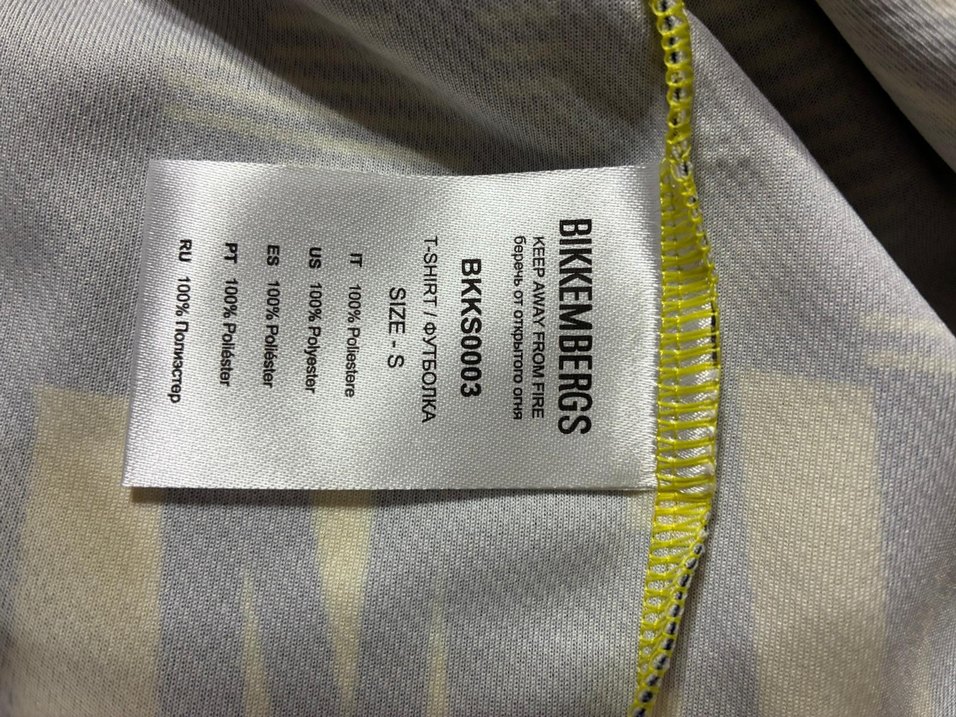 BIKKEMBERGS
KEEP AWAY FROM FIRE
беречь от открытого огня
BKKS0003
T-SHIRT / ФУТБОЛКА
SIZE - S
IT 100% Poliestere
US 100% Polyester
ES 100% Poliéster
PT 100% Poliéster
RU 100% Полиэстер